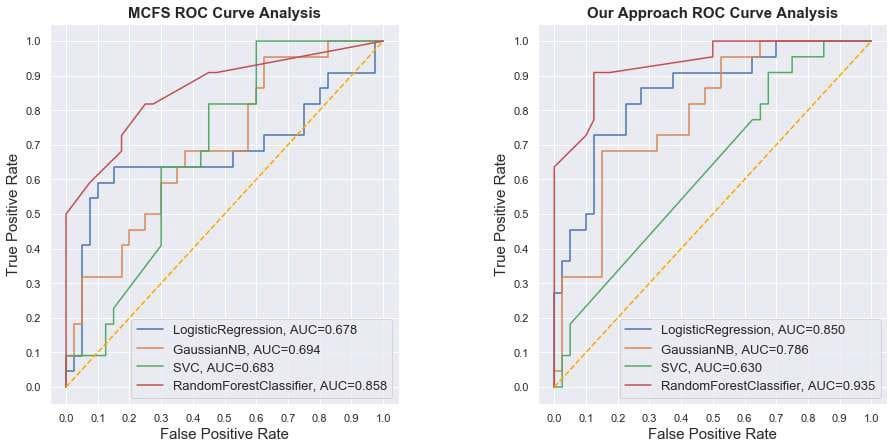 MCFS ROC Curve Analysis
1.0
0.9
0.8
0.7
0.6
0.5
0.4
0.3
0.2
0.1
0.0
True Positive Rate
LogisticRegression, AUC=0.678
GaussianNB, AUC=0.694
SVC, AUC=0.683
RandomForestClassifier, AUC=0.858
0.0 0.1 0.2 0.3 0.4 0.5 0.6 0.7 0.8 0.9 1.0
False Positive Rate
Our Approach ROC Curve Analysis
1.0
0.9
0.8
0.7
0.6
0.5
0.4
0.3
0.2
0.1
0.0
True Positive Rate
LogisticRegression, AUC=0.850
GaussianNB, AUC=0.786
SVC, AUC=0.630
RandomForestClassifier, AUC=0.935
0.0 0.1 0.2 0.3 0.4 0.5 0.6 0.7 0.8 0.9 1.0
False Positive Rate